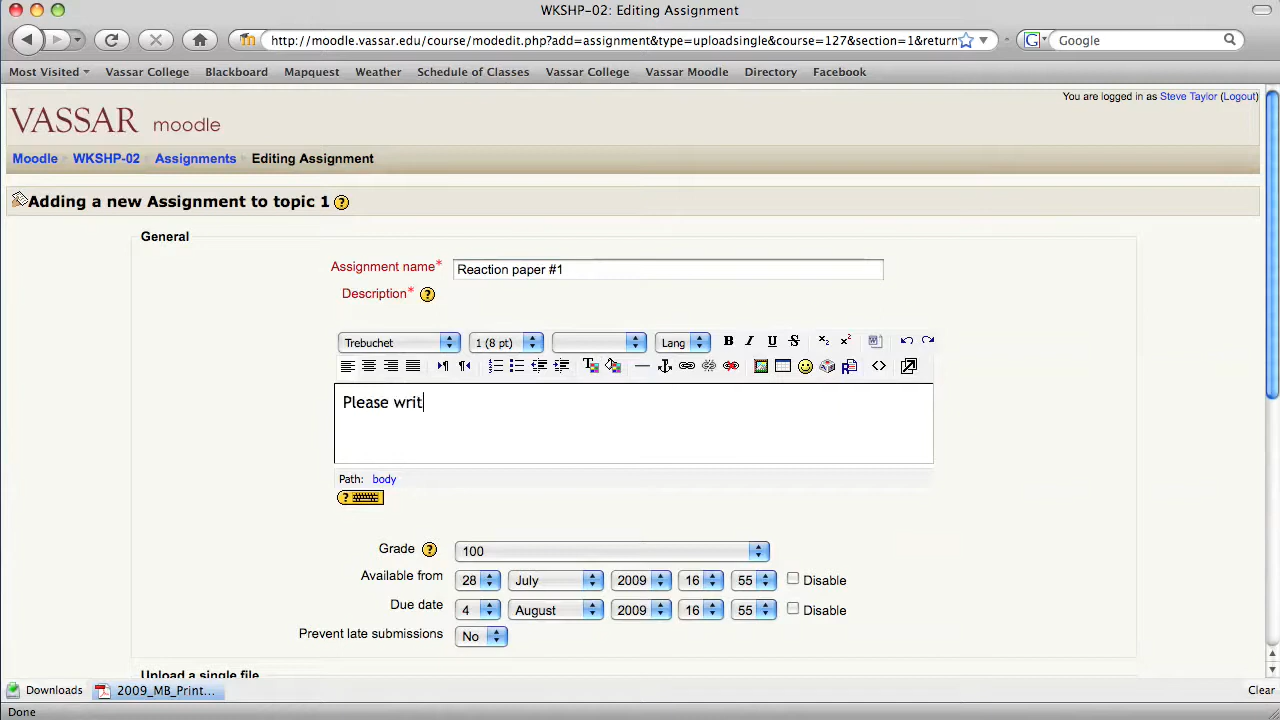 WKSHP-02: Editing Assignment
http://moodle.vassar.edu/course/modedit.php?add=assignment&type=uploadsingle&course=127&section=1&return
Google
Most Visited Vassar College Blackboard Mapquest Weather Schedule of Classes Vassar College Vassar Moodle Directory Facebook
You are logged in as Steve Taylor (Logout)
VASSAR moodle
Moodle WKSHP-02 Assignments Editing Assignment
Adding a new Assignment to topic 1 ?
General
Assignment name* Reaction paper #1
Description* ?
Trebuchet 1 (8 pt) Lang B I U S x₂ x²
Please writ
Path: body
?
Grade ? 100
Available from 28 July 2009 16 55 Disable
Due date 4 August 2009 16 55 Disable
Prevent late submissions No
Upload a single file
Downloads 2009_MB_Print... Clear
Done